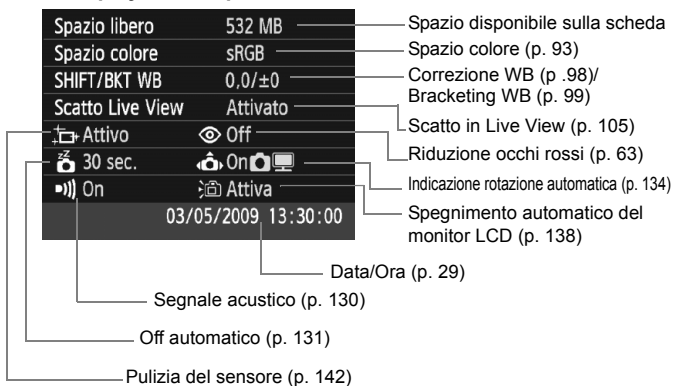 Spazio libero 532 MB
Spazio colore sRGB
SHIFT/BKT WB 0,0/±0
Scatto Live View Attivato
Attivo Off
30 sec. On
On Attiva
03/05/2009 13:30:00
Spazio disponibile sulla scheda
Spazio colore (p. 93)
Correzione WB (p .98)/
Bracketing WB (p. 99)
Scatto in Live View (p. 105)
Riduzione occhi rossi (p. 63)
Indicazione rotazione automatica (p. 134)
Spegnimento automatico del
monitor LCD (p. 138)
Data/Ora (p. 29)
Segnale acustico (p. 130)
Off automatico (p. 131)
Pulizia del sensore (p. 142)